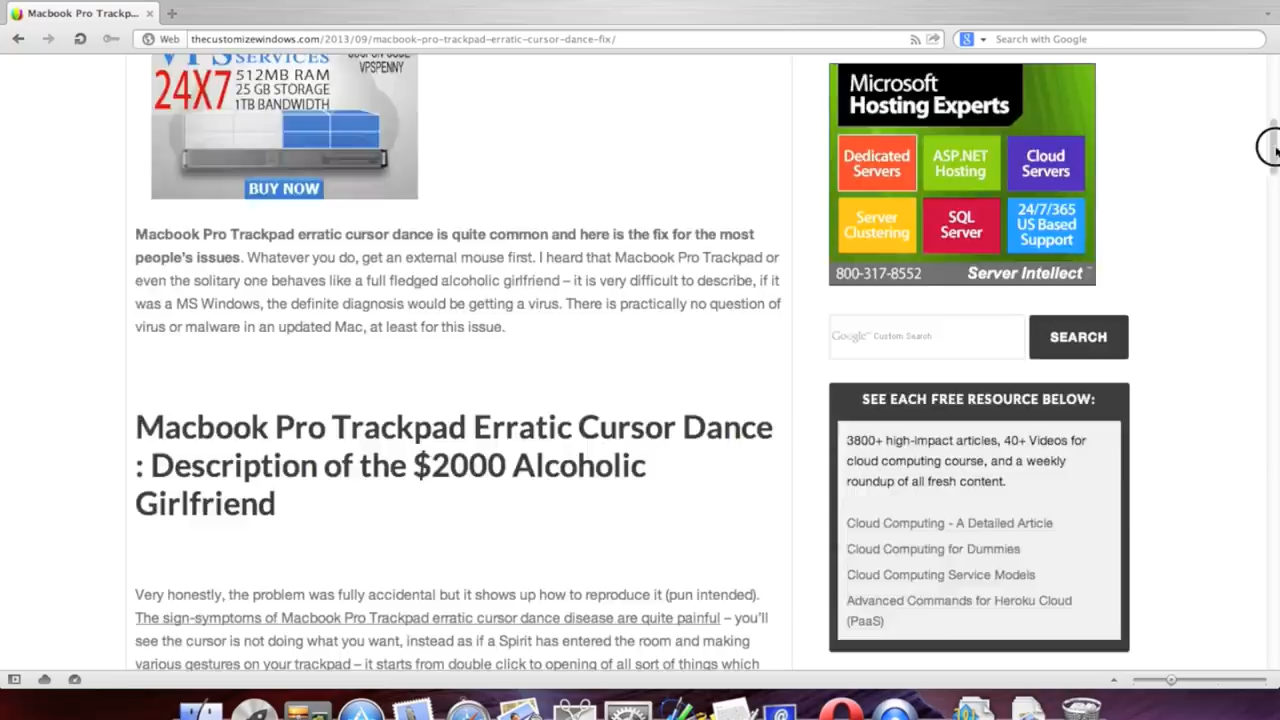 Macbook Pro Trackp...
Web
thecustomizewindows.com/2013/09/macbook-pro-trackpad-erratic-cursor-dance-fix/
Search with Google
VPS SERVICES
COUPON CODE
VPSPENNY
24X7
512MB RAM
25 GB STORAGE
1TB BANDWIDTH
BUY NOW
Macbook Pro Trackpad erratic cursor dance is quite common and here is the fix for the most
people's issues. Whatever you do, get an external mouse first. I heard that Macbook Pro Trackpad or
even the solitary one behaves like a full fledged alcoholic girlfriend – it is very difficult to describe, if it
was a MS Windows, the definite diagnosis would be getting a virus. There is practically no question of
virus or malware in an updated Mac, at least for this issue.
Macbook Pro Trackpad Erratic Cursor Dance
: Description of the $2000 Alcoholic
Girlfriend
Very honestly, the problem was fully accidental but it shows up how to reproduce it (pun intended).
The sign-symptoms of Macbook Pro Trackpad erratic cursor dance disease are quite painful – you'll
see the cursor is not doing what you want, instead as if a Spirit has entered the room and making
various gestures on your trackpad – it starts from double click to opening of all sort of things which
Microsoft
Hosting Experts
Dedicated
Servers
ASP.NET
Hosting
Cloud
Servers
Server
Clustering
SQL
Server
24/7/365
US Based
Support
800-317-8552
Server Intellect
Google Custom Search
SEARCH
SEE EACH FREE RESOURCE BELOW:
3800+ high-impact articles, 40+ Videos for
cloud computing course, and a weekly
roundup of all fresh content.
Cloud Computing - A Detailed Article
Cloud Computing for Dummies
Cloud Computing Service Models
Advanced Commands for Heroku Cloud
(PaaS)